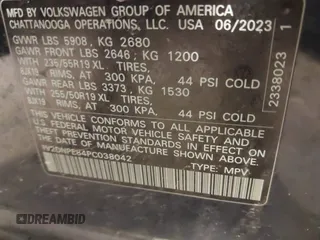 MFD BY VOLKSWAGEN GROUP OF AMERICA
CHATTANOOGA OPERATIONS, LLC. USA 06/2023
GVWR LBS 5908, KG 2680
GAWR FRONT LBS 2646, KG 1200
WITH 235/55R19 XL TIRES,
8JX19 RIMS, AT 300 KPA, 44 PSI COLD
GAWR REAR LBS 3373, KG 1530
WITH 255/50R19 XL TIRES,
RIMS, AT 300 KPA, 44 PSI COLD
THIS VEHICLE CONFORMS TO ALL APPLICABLE
FEDERAL MOTOR VEHICLE SAFETY AND
THEFT PREVENTION STANDARDS IN EFFECT
ON THE DATE OF MANUFACTURE SHOWN ABOVE.
TYPE: MPV
2338023 1